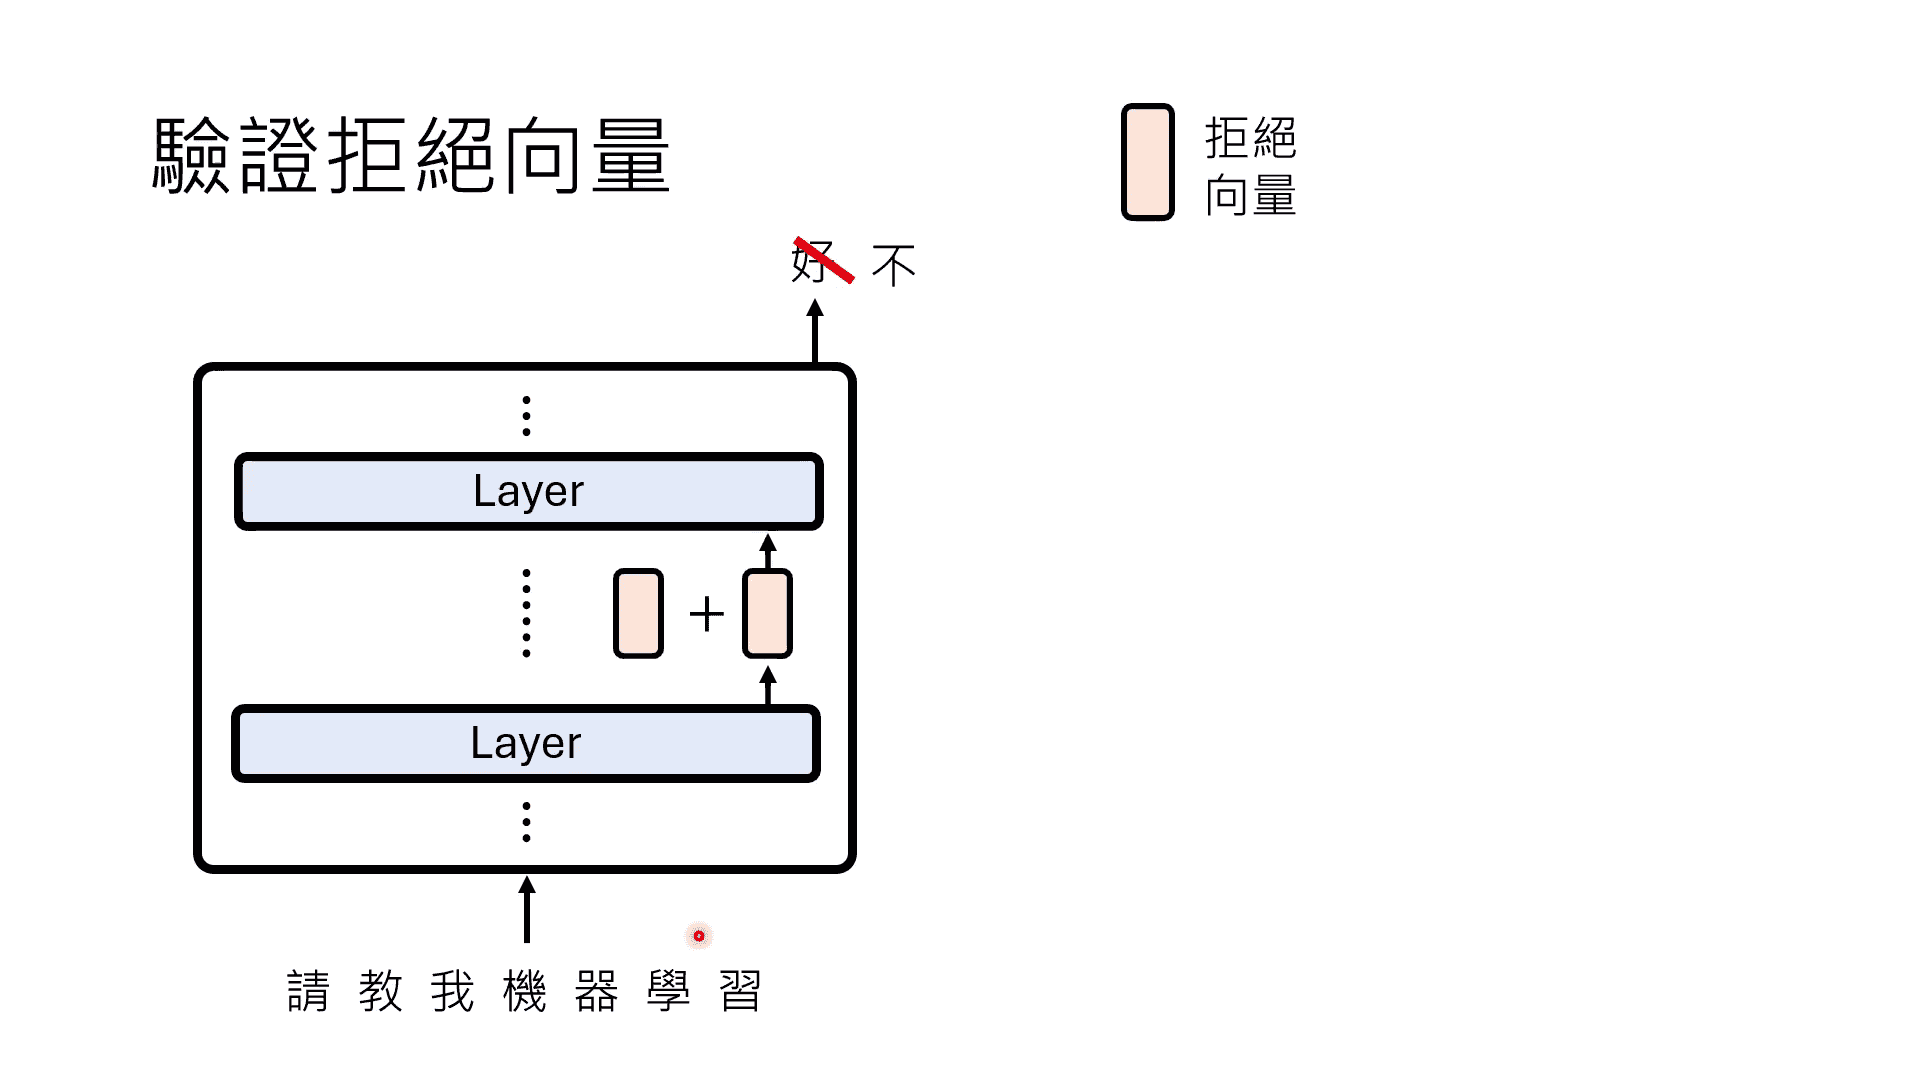 驗證拒絕向量
拒絕
向量
好 不
Layer
+
Layer
請 教 我 機 器 學 習